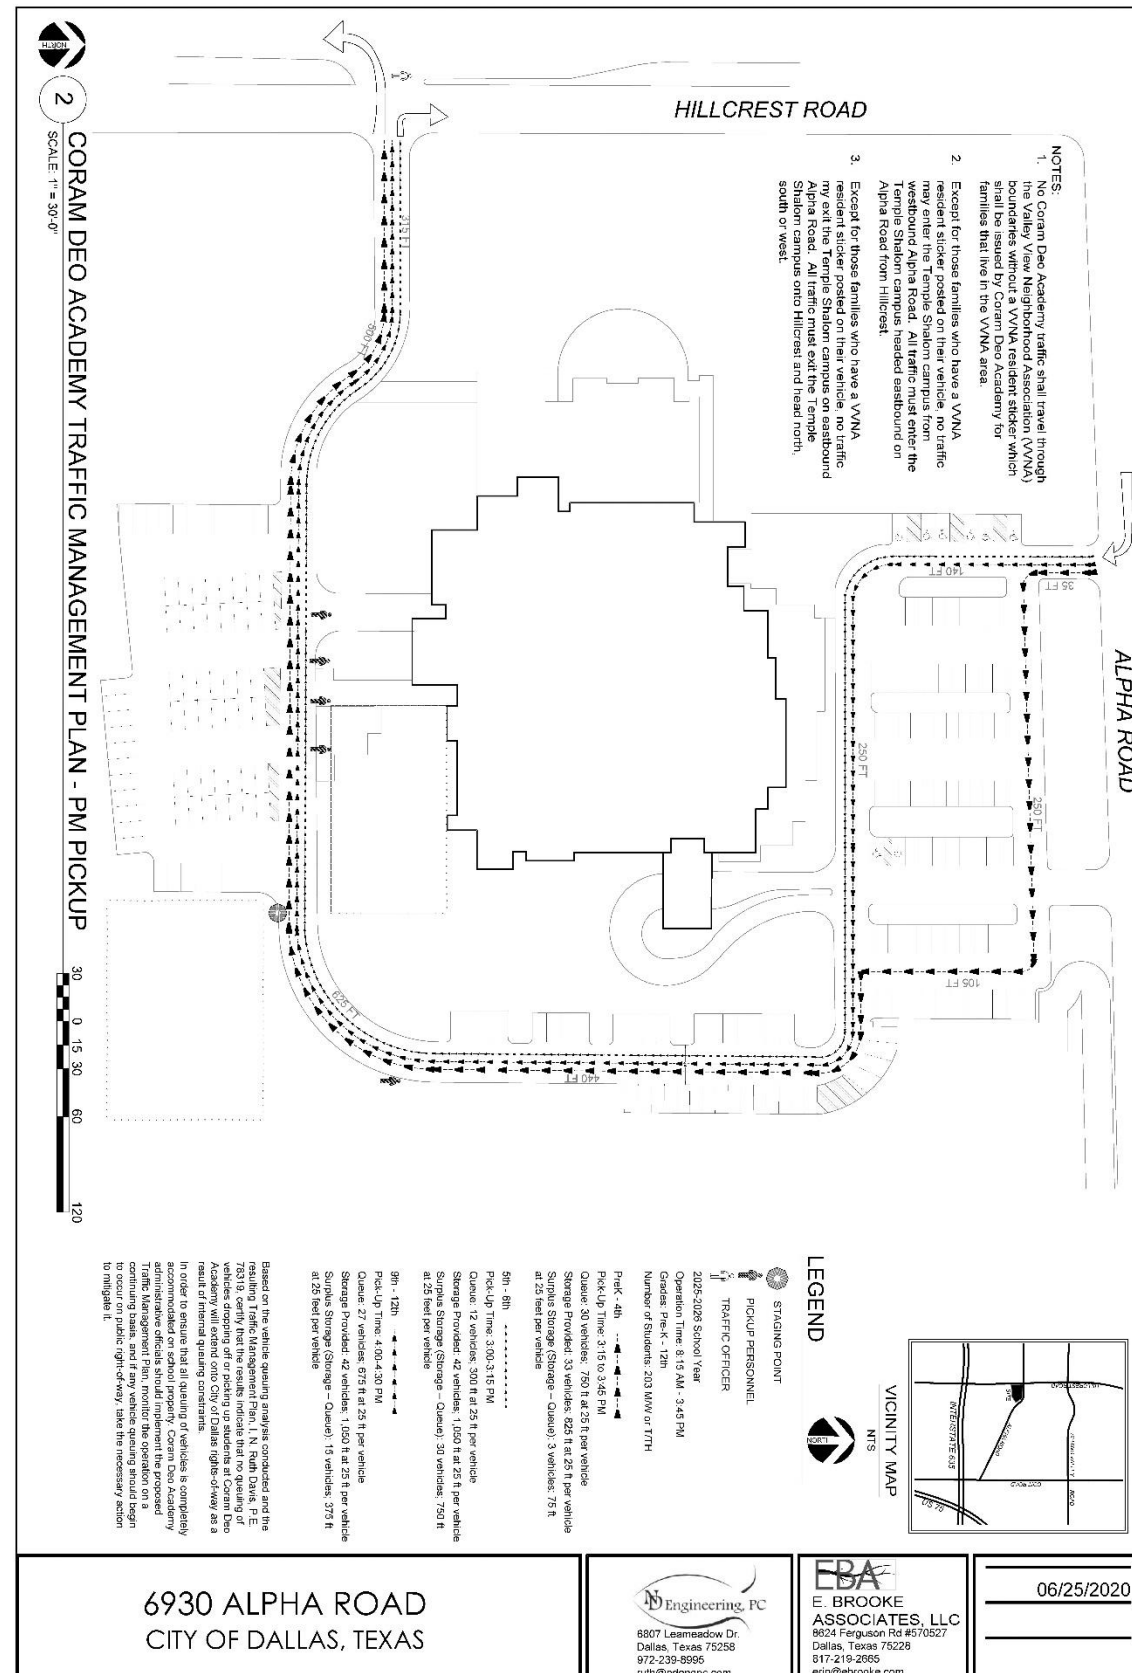 HILLCREST ROAD
ALPHA ROAD
NORTH
2
CORAM DEO ACADEMY TRAFFIC MANAGEMENT PLAN - PM PICKUP
SCALE: 1" = 30'-0"
30 0 15 30 60 120
NOTES:
1. No Coram Deo Academy traffic shall travel through
the Valley View Neighborhood Association (VVNA)
boundaries without a VVNA resident sticker which
shall be issued by Coram Deo Academy for
families that live in the VVNA area.
2. Except for those families who have a VVNA
resident sticker posted on their vehicle, no traffic
may enter the Temple Shalom campus from
westbound Alpha Road. All traffic must enter the
Temple Shalom campus headed eastbound on
Alpha Road from Hillcrest.
3. Except for those families who have a VVNA
resident sticker posted on their vehicle, no traffic
my exit the Temple Shalom campus on eastbound
Alpha Road. All traffic must exit the Temple
Shalom campus onto Hillcrest and head north,
south or west.
315 FT
500 FT
140 FT
35 FT
250 FT
250 FT
105 FT
625 FT
440 FT
VICINITY MAP
NTS
NORTH
INTERSTATE 635
US 75
SITE
LEGEND
STAGING POINT
PICKUP PERSONNEL
TRAFFIC OFFICER
2025-2026 School Year
Operation Time: 8:15 AM - 3:45 PM
Grades: Pre-K - 12th
Number of Students: 203 M/W or T/TH
PreK - 4th
Pick-Up Time: 3:15 to 3:45 PM
Queue: 30 vehicles; 750 ft at 25 ft per vehicle
Storage Provided: 33 vehicles; 825 ft at 25 ft per vehicle
Surplus Storage (Storage – Queue): 3 vehicles; 75 ft
at 25 feet per vehicle
5th - 8th
Pick-Up Time: 3:00-3:15 PM
Queue: 12 vehicles; 300 ft at 25 ft per vehicle
Storage Provided: 42 vehicles; 1,050 ft at 25 ft per vehicle
Surplus Storage (Storage – Queue): 30 vehicles; 750 ft
at 25 feet per vehicle
9th - 12th
Pick-Up Time: 4:00-4:30 PM
Queue: 27 vehicles; 675 ft at 25 ft per vehicle
Storage Provided: 42 vehicles; 1,050 ft at 25 ft per vehicle
Surplus Storage (Storage – Queue): 15 vehicles; 375 ft
at 25 feet per vehicle
Based on the vehicle queuing analysis conducted and the
resulting Traffic Management Plan, I, N. Ruth Davis, P.E.
78319, certify that the results indicate that no queuing of
vehicles dropping off or picking up students at Coram Deo
Academy will extend onto City of Dallas rights-of-way as a
result of internal queuing constraints.
In order to ensure that all queuing of vehicles is completely
accommodated on school property, Coram Deo Academy
administrative officials should implement the proposed
Traffic Management Plan, monitor the operation on a
continuing basis, and if any vehicle queuing should begin
to occur on public right-of-way, take the necessary action
to mitigate it.
6930 ALPHA ROAD
CITY OF DALLAS, TEXAS
ND Engineering, PC
6807 Leameadow Dr.
Dallas, Texas 75258
972-239-8995
EBA
E. BROOKE
ASSOCIATES, LLC
8624 Ferguson Rd #570527
Dallas, Texas 75228
817-219-2665
erin@ebrooke.com
06/25/2020